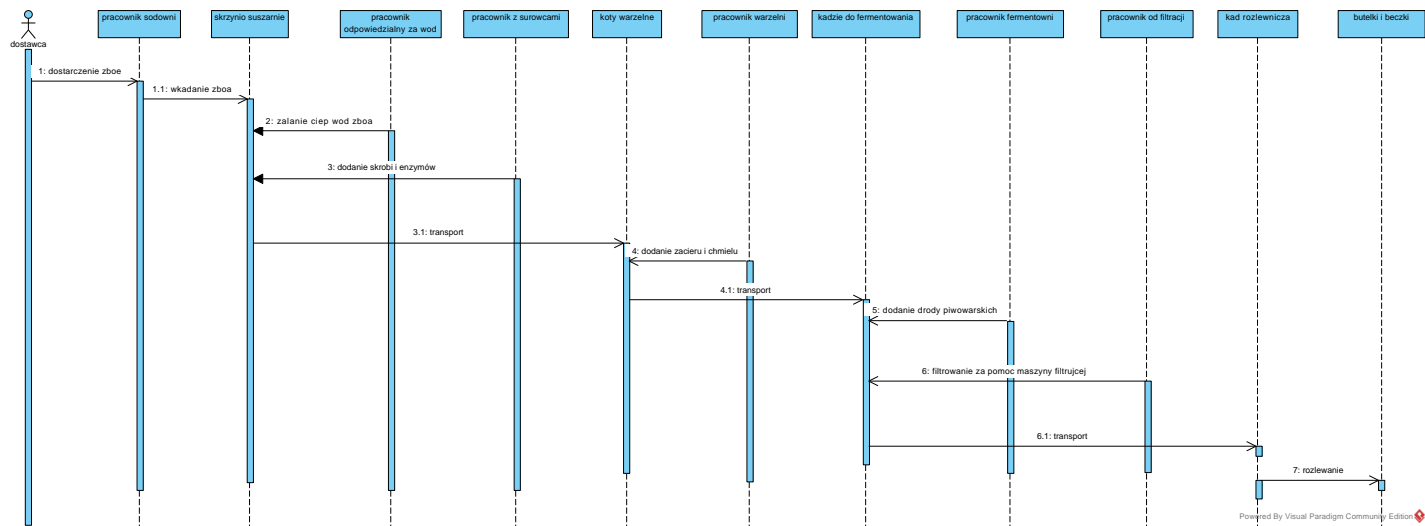 dostawca
pracownik sodowni
skrzynio suszarnie
pracownik
odpowiedzialny za wod
pracownik z surowcami
koty warzelne
pracownik warzelni
kadzie do fermentowania
pracownik fermentowni
pracownik od filtracji
kad rozlewnicza
butelki i beczki
1: dostarczenie zboe
1.1: wkadanie zboa
2: zalanie ciep wod zboa
3: dodanie skrobi i enzymów
3.1: transport
4: dodanie zacieru i chmielu
4.1: transport
5: dodanie drody piwowarskich
6: filtrowanie za pomoc maszyny filtrujcej
6.1: transport
7: rozlewanie
Powered By Visual Paradigm Community Edition